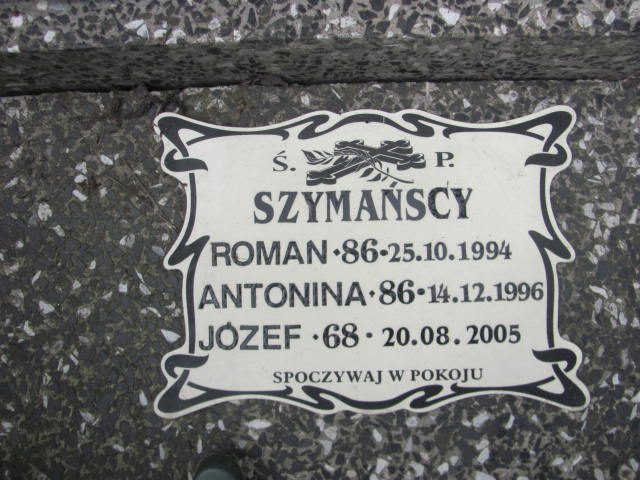 Ś. P.
SZYMAŃSCY
ROMAN · 86 · 25.10.1994
ANTONINA · 86 · 14.12.1996
JÓZEF · 68 · 20.08.2005
SPOCZYWAJ W POKOJU